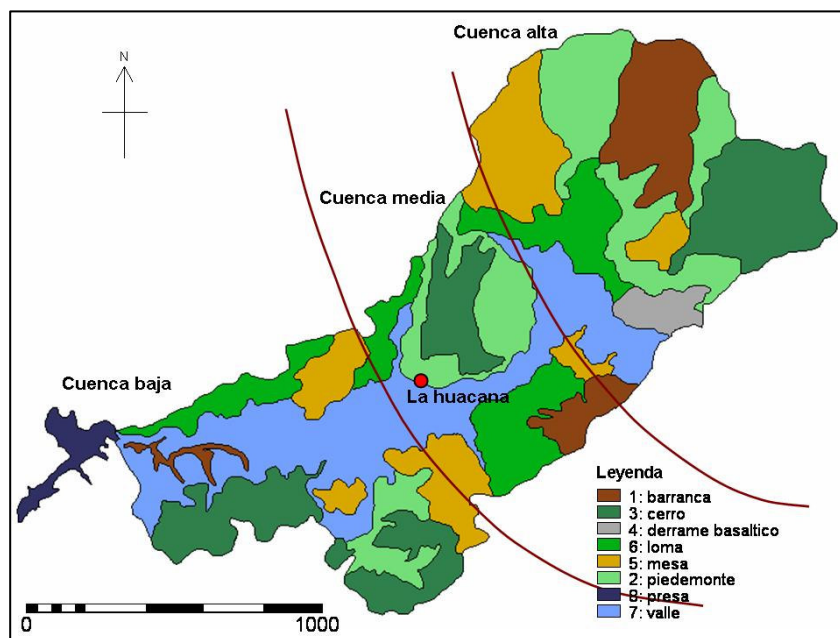 Cuenca alta
N
Cuenca media
Cuenca baja
La huacana
Leyenda
1: barranca
3: cerro
4: derrame basaltico
6: loma
5: mesa
2: piedemonte
8: presa
7: valle
0 1000